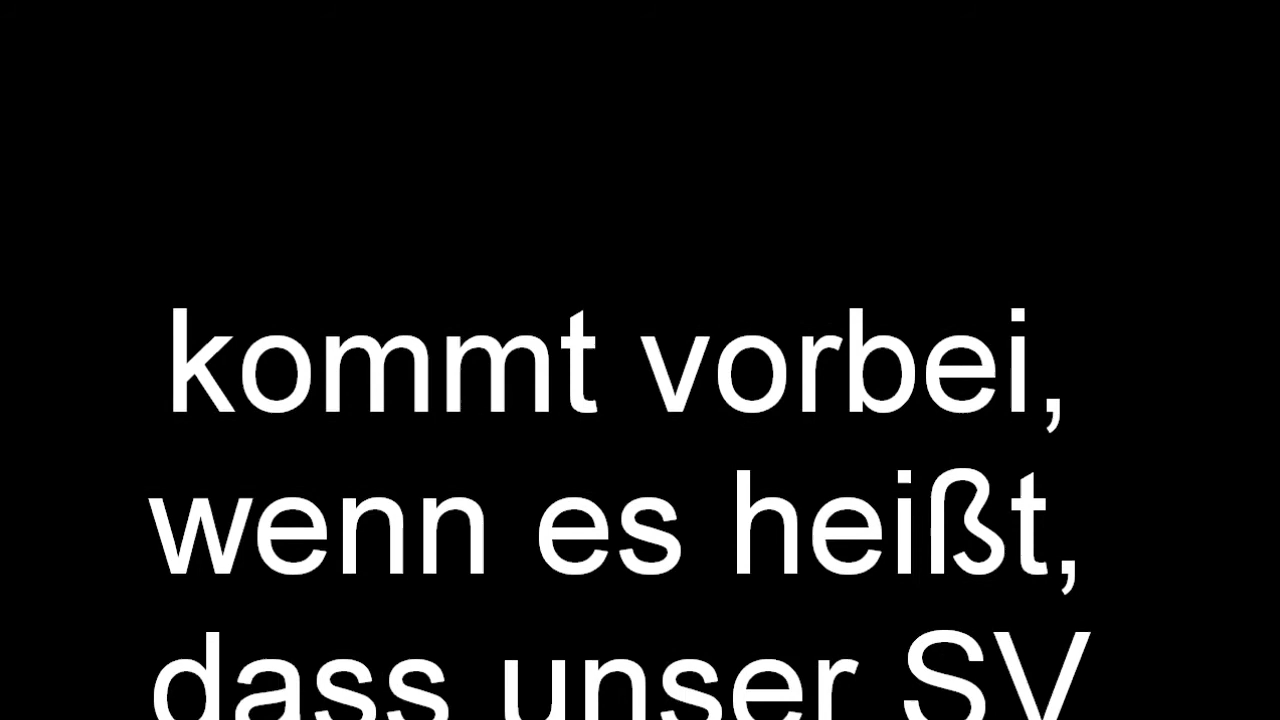 kommt vorbei,
wenn es heißt,
dass unser SV